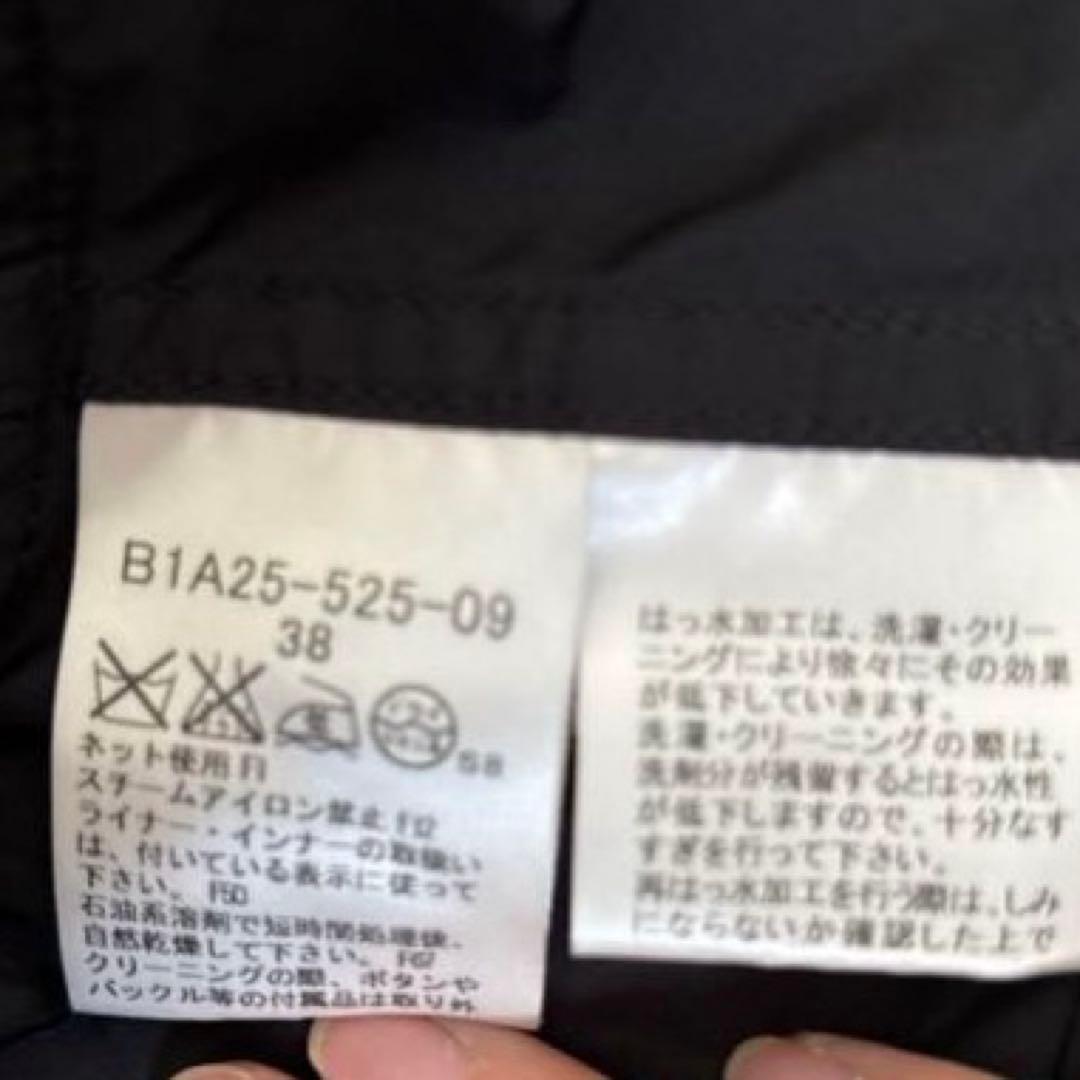 B1A25-525-09
38
ネット使用 F1
スチームアイロン禁止 F12
ライナー・インナーの取扱い
は、付いている表示に従って
下さい。 F50
石油系溶剤で短時間処理後、
自然乾燥して下さい。
クリーニングの際、ボタンや
バックル等の付属品は取り外
はっ水加工は、洗濯・クリー
ニングにより徐々にその効果
が低下していきます。
洗濯・クリーニングの際は、
洗剤分が残留するとはっ水性
が低下しますので、十分なす
すぎを行って下さい。
再はっ水加工を行う際は、しみ
にならないか確認した上で